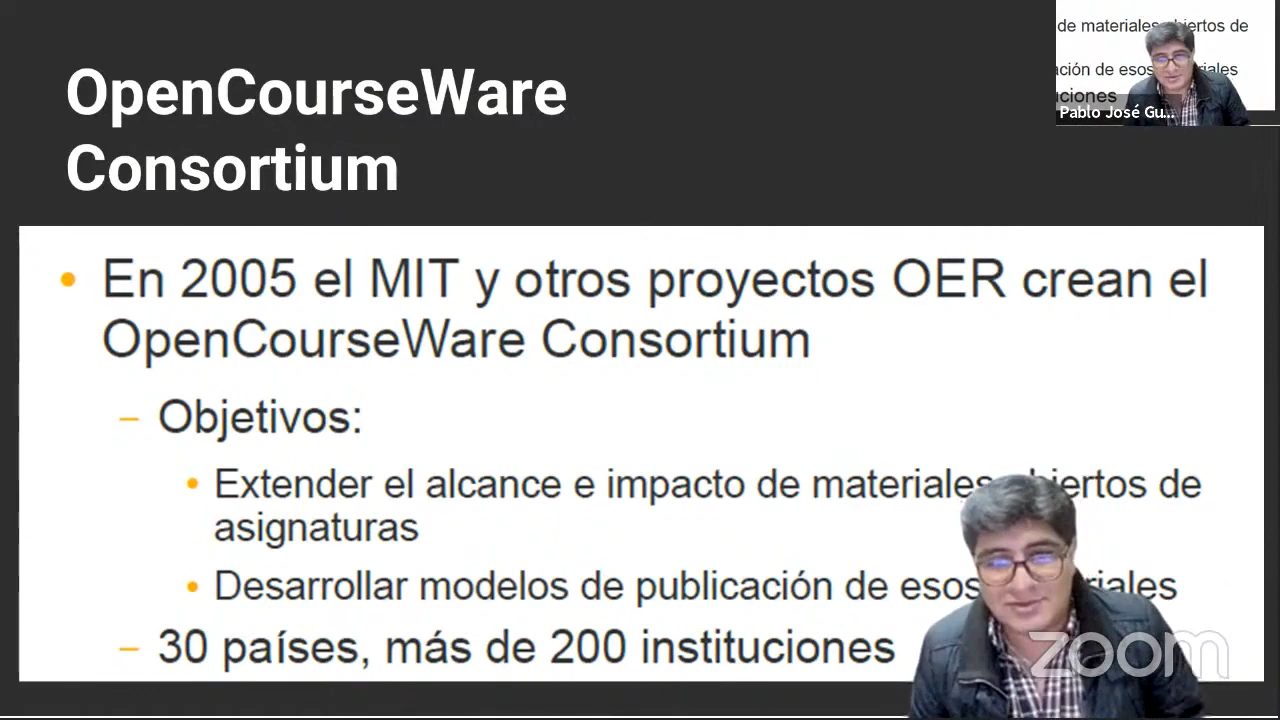 OpenCourseWare
Consortium
de materiales abiertos de
ación de esos materiales
uciones
Pablo José Gu...
• En 2005 el MIT y otros proyectos OER crean el
OpenCourseWare Consortium
– Objetivos:
• Extender el alcance e impacto de materiales abiertos de
asignaturas
• Desarrollar modelos de publicación de esos materiales
– 30 países, más de 200 instituciones
zoom